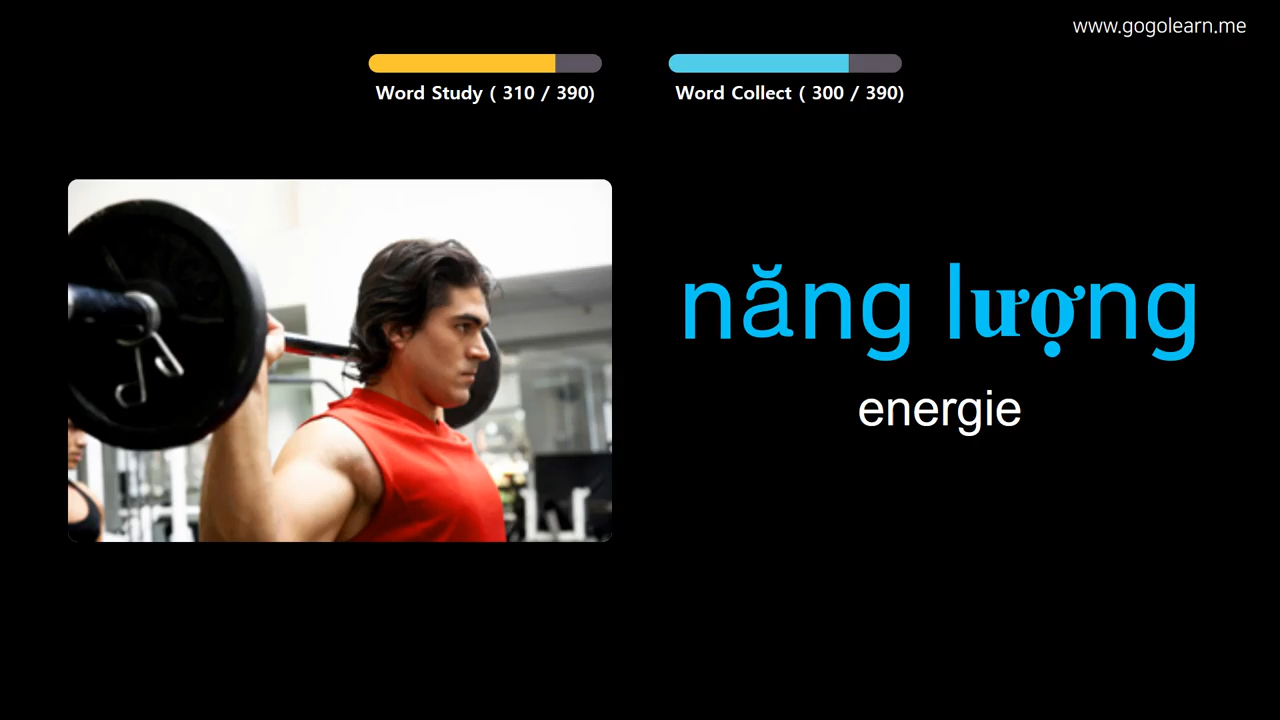 www.gogolearn.me
Word Study ( 310 / 390)
Word Collect ( 300 / 390)
năng lượng
energie